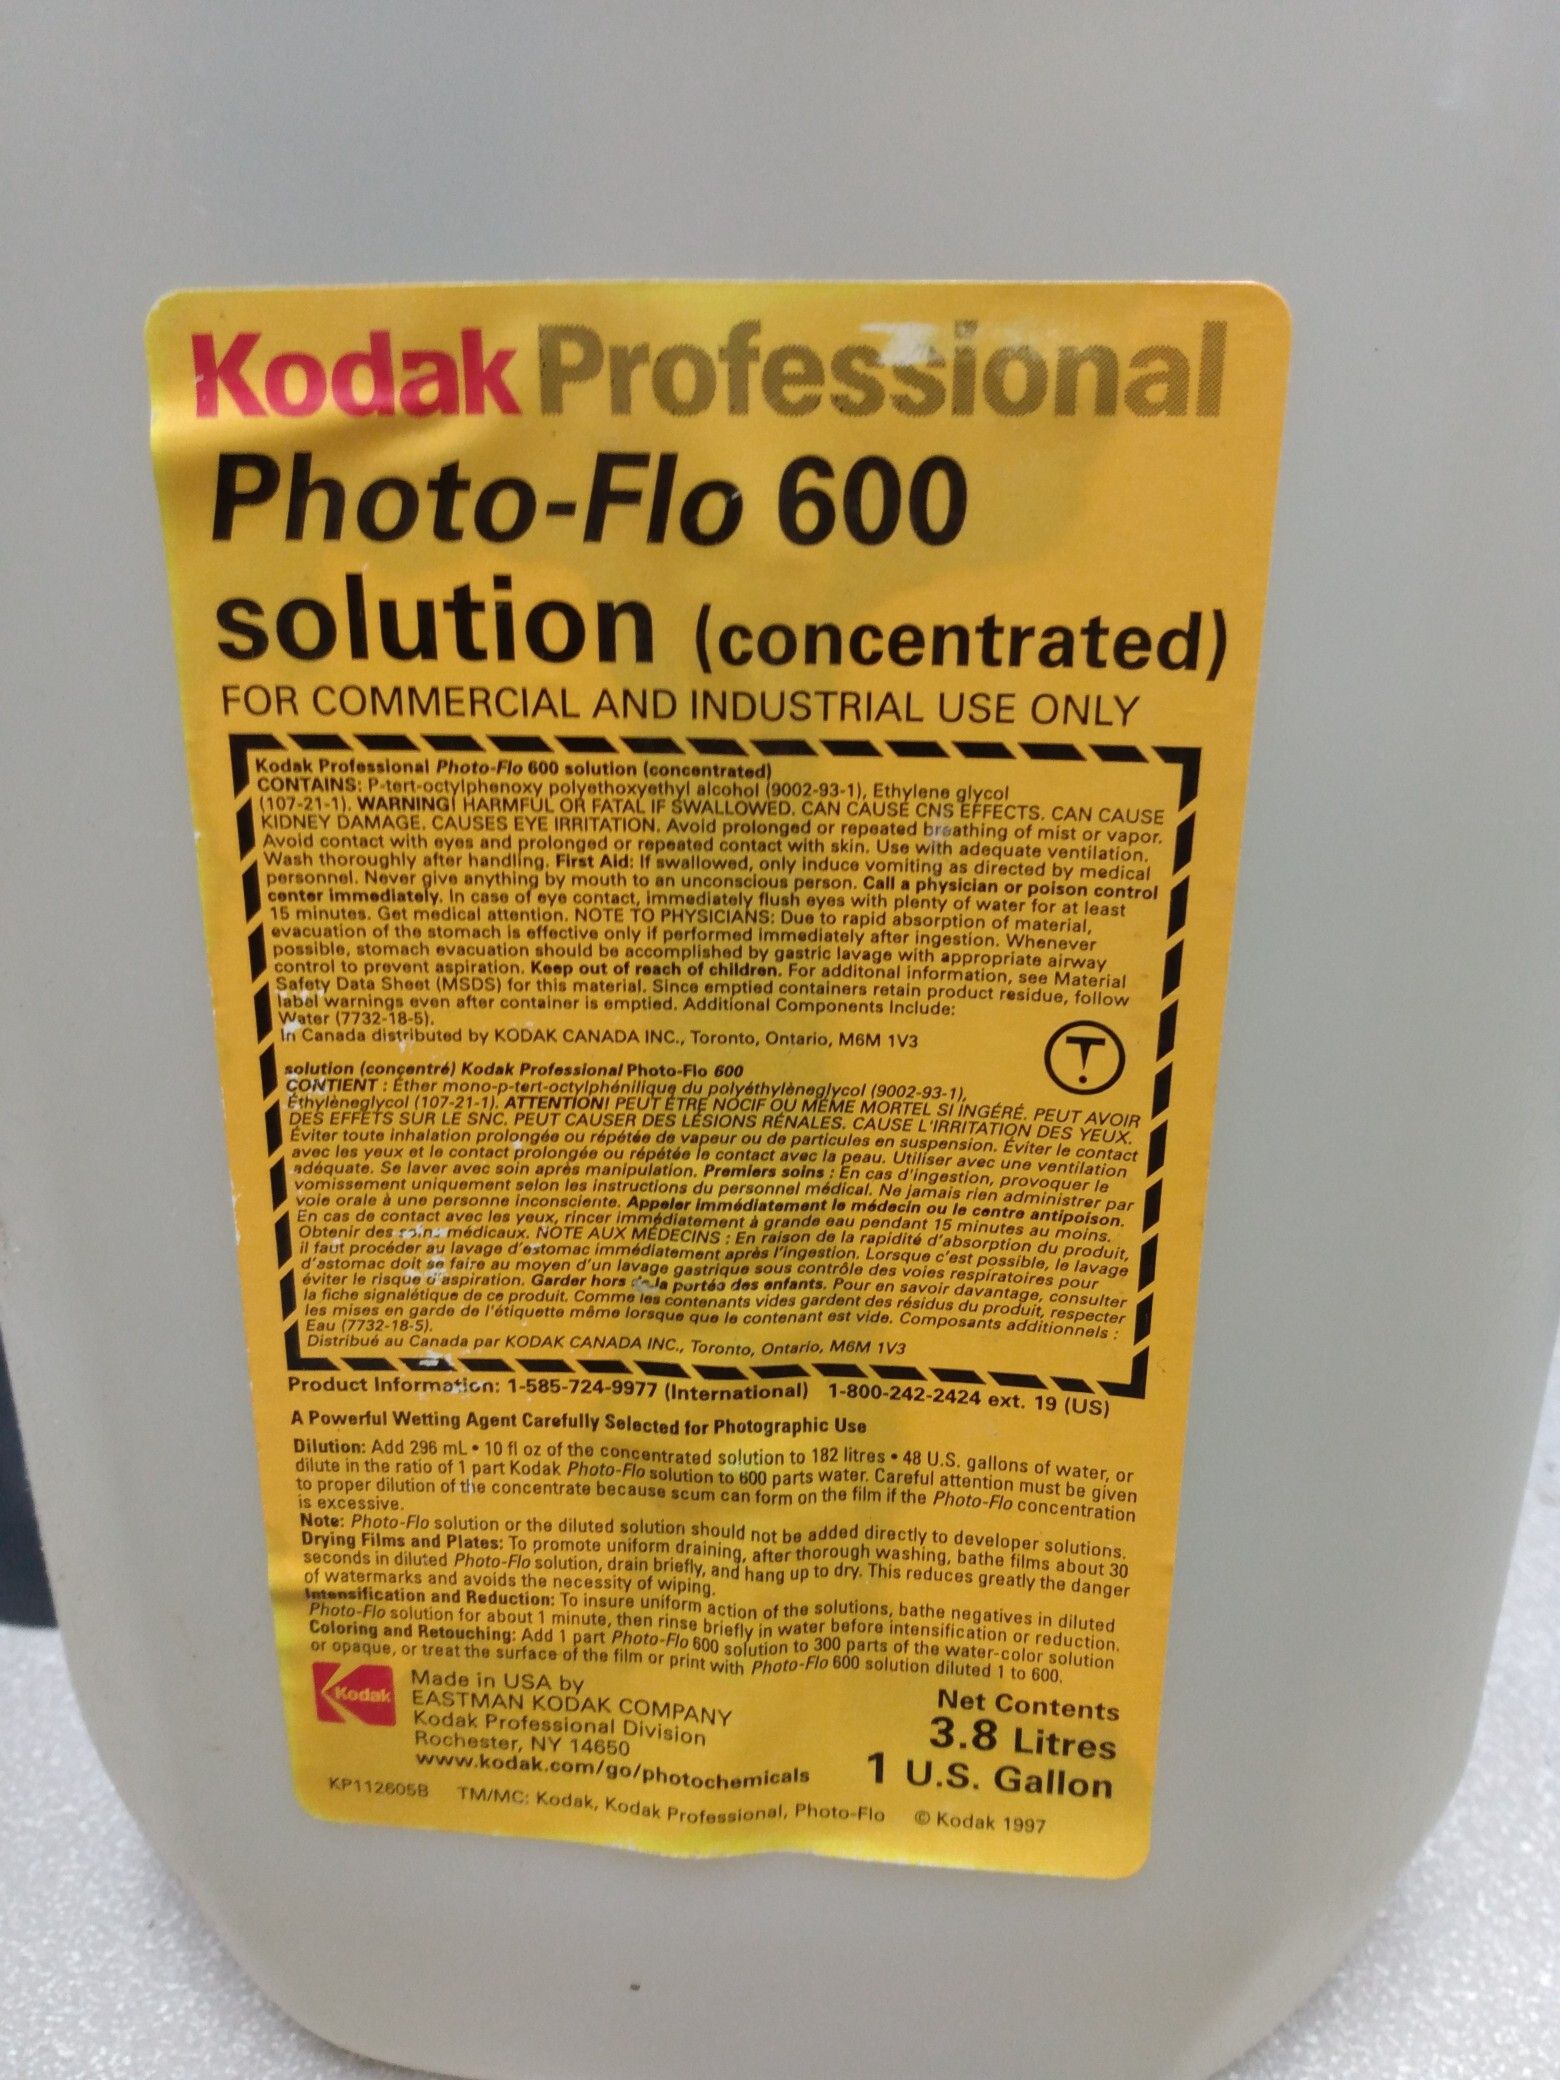 Kodak Professional
Photo-Flo 600
solution (concentrated)
FOR COMMERCIAL AND INDUSTRIAL USE ONLY
Kodak Professional Photo-Flo 600 solution (concentrated)
CONTAINS: P-tert-octylphenoxy polyethoxyethyl alcohol (9002-93-1), Ethylene glycol
(107-21-1). WARNING! HARMFUL OR FATAL IF SWALLOWED. CAN CAUSE CNS EFFECTS. CAN CAUSE
KIDNEY DAMAGE. CAUSES EYE IRRITATION. Avoid prolonged or repeated breathing of mist or vapor.
Avoid contact with eyes and prolonged or repeated contact with skin. Use with adequate ventilation.
Wash thoroughly after handling. First Aid: If swallowed, only induce vomiting as directed by medical
personnel. Never give anything by mouth to an unconscious person. Call a physician or poison control
center immediately. In case of eye contact, immediately flush eyes with plenty of water for at least
15 minutes. Get medical attention. NOTE TO PHYSICIANS: Due to rapid absorption of material,
evacuation of the stomach is effective only if performed immediately after ingestion. Whenever
possible, stomach evacuation should be accomplished by gastric lavage with appropriate airway
control to prevent aspiration. Keep out of reach of children. For additonal information, see Material
Safety Data Sheet (MSDS) for this material. Since emptied containers retain product residue, follow
label warnings even after container is emptied. Additional Components Include:
Water (7732-18-5).
In Canada distributed by KODAK CANADA INC., Toronto, Ontario, M6M 1V3
solution (concentré) Kodak Professional Photo-Flo 600
CONTIENT : Éther mono-p-tert-octylphénilique du polyéthylèneglycol (9002-93-1),
Éthylèneglycol (107-21-1). ATTENTION! PEUT ÊTRE NOCIF OU MÊME MORTEL SI INGÉRÉ. PEUT AVOIR
DES EFFETS SUR LE SNC. PEUT CAUSER DES LÉSIONS RÉNALES. CAUSE L'IRRITATION DES YEUX.
Éviter toute inhalation prolongée ou répétée de vapeur ou de particules en suspension. Éviter le contact
avec les yeux et le contact prolongée ou répétée le contact avec la peau. Utiliser avec une ventilation
adéquate. Se laver avec soin après manipulation. Premiers soins : En cas d'ingestion, provoquer le
vomissement uniquement selon les instructions du personnel médical. Ne jamais rien administrer par
voie orale à une personne inconsciente. Appeler immédiatement le médecin ou le centre antipoison.
En cas de contact avec les yeux, rincer immédiatement à grande eau pendant 15 minutes au moins.
Obtenir des soins médicaux. NOTE AUX MÉDECINS : En raison de la rapidité d'absorption du produit,
il faut procéder au lavage d'estomac immédiatement après l'ingestion. Lorsque c'est possible, le lavage
d'astomac doit se faire au moyen d'un lavage gastrique sous contrôle des voies respiratoires pour
éviter le risque d'aspiration. Garder hors de la portée des enfants. Pour en savoir davantage, consulter
la fiche signalétique de ce produit. Comme les contenants vides gardent des résidus du produit, respecter
les mises en garde de l'étiquette même lorsque que le contenant est vide. Composants additionnels :
Eau (7732-18-5).
Distribué au Canada par KODAK CANADA INC., Toronto, Ontario, M6M 1V3
Product Information: 1-585-724-9977 (International) 1-800-242-2424 ext. 19 (US)
A Powerful Wetting Agent Carefully Selected for Photographic Use
Dilution: Add 296 mL • 10 fl oz of the concentrated solution to 182 litres • 48 U.S. gallons of water, or
dilute in the ratio of 1 part Kodak Photo-Flo solution to 600 parts water. Careful attention must be given
to proper dilution of the concentrate because scum can form on the film if the Photo-Flo concentration
is excessive.
Note: Photo-Flo solution or the diluted solution should not be added directly to developer solutions.
Drying Films and Plates: To promote uniform draining, after thorough washing, bathe films about 30
seconds in diluted Photo-Flo solution, drain briefly, and hang up to dry. This reduces greatly the danger
of watermarks and avoids the necessity of wiping.
Intensification and Reduction: To insure uniform action of the solutions, bathe negatives in diluted
Photo-Flo solution for about 1 minute, then rinse briefly in water before intensification or reduction.
Coloring and Retouching: Add 1 part Photo-Flo 600 solution to 300 parts of the water-color solution
or opaque, or treat the surface of the film or print with Photo-Flo 600 solution diluted 1 to 600.
Kodak
Made in USA by
EASTMAN KODAK COMPANY
Kodak Professional Division
Rochester, NY 14650
www.kodak.com/go/photochemicals
Net Contents
3.8 Litres
1 U.S. Gallon
KP112605B TM/MC: Kodak, Kodak Professional, Photo-Flo © Kodak 1997